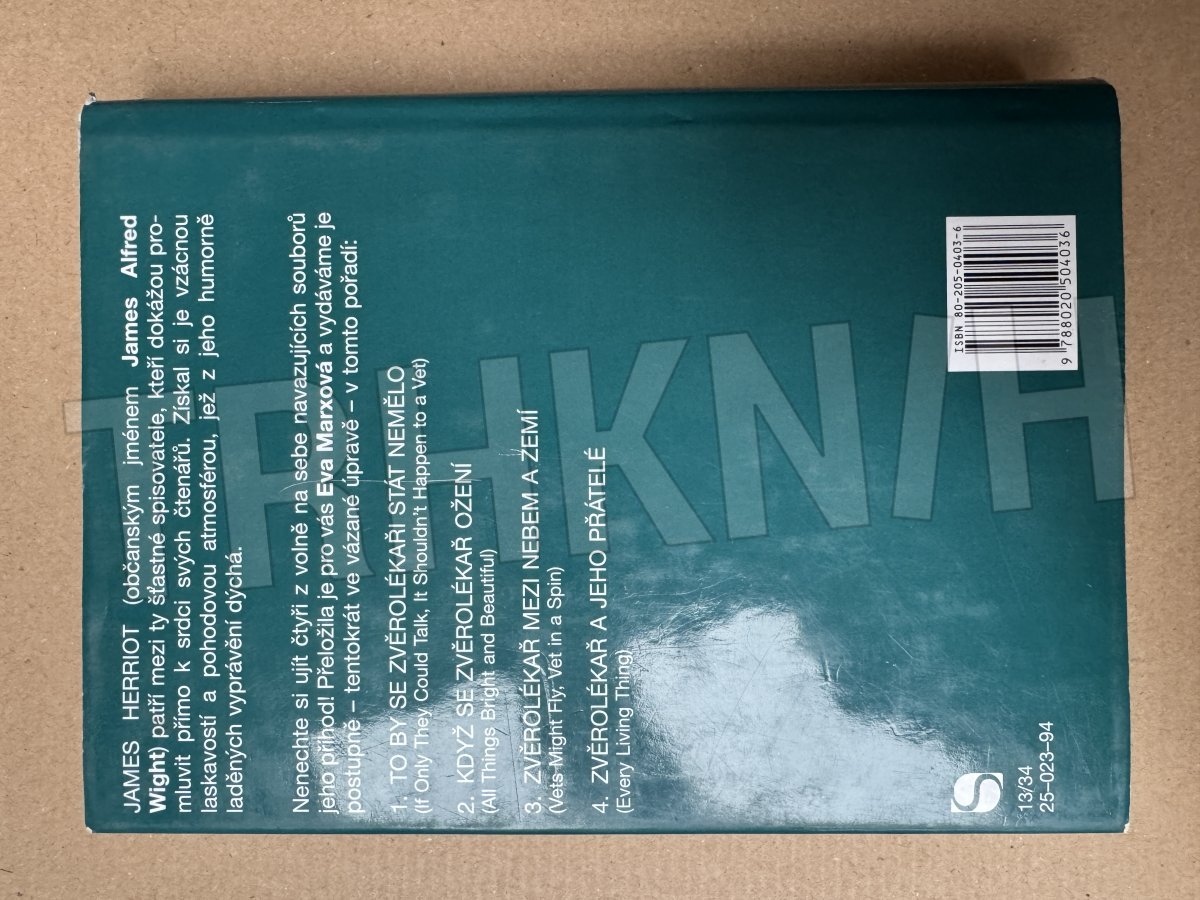 JAMES HERRIOT (občanským jménem James Alfred
Wight) patří mezi ty šťastné spisovatele, kteří dokážou pro-
mluvit přímo k srdci svých čtenářů. Získal si je vzácnou
laskavostí a pohodovou atmosférou, jež z jeho humorně
laděných vyprávění dýchá.
Nenechte si ujít čtyři z volně na sebe navazujících souborů
jeho příhod! Přeložila je pro vás Eva Marxová a vydáváme je
postupně – tentokrát ve vázané úpravě – v tomto pořadí:
1. TO BY SE ZVĚROLÉKAŘI STÁT NEMĚLO
(If Only They Could Talk, It Shouldn't Happen to a Vet)
2. KDYŽ SE ZVĚROLÉKAŘ OŽENÍ
(All Things Bright and Beautiful)
3. ZVĚROLÉKAŘ MEZI NEBEM A ZEMÍ
(Vets Might Fly, Vet in a Spin)
4. ZVĚROLÉKAŘ A JEHO PŘÁTELÉ
(Every Living Thing)
13/34
25–023–94
ISBN 80-205-0403-6
9 788020 504036
TRHKNIH